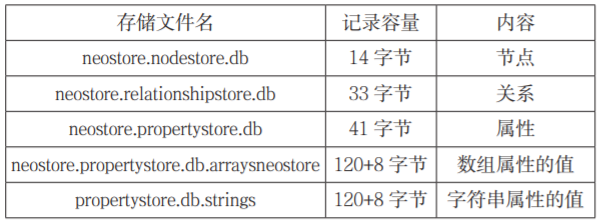 存储文件名 记录容量 内容
neostore.nodestore.db 14 字节 节点
neostore.relationshipstore.db 33 字节 关系
neostore.propertystore.db 41 字节 属性
neostore.propertystore.db.arraysneostore 120+8 字节 数组属性的值
propertystore.db.strings 120+8 字节 字符串属性的值